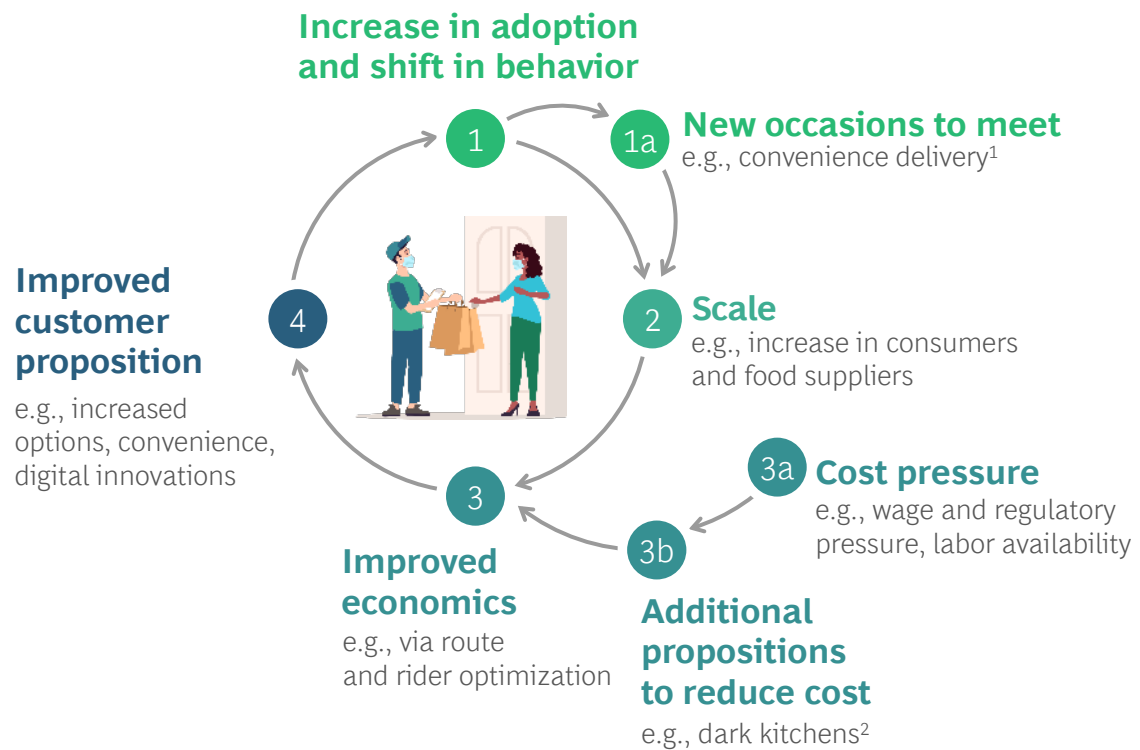 Increase in adoption
and shift in behavior
1
1a
New occasions to meet
e.g., convenience delivery¹
2
Scale
e.g., increase in consumers
and food suppliers
3a
Cost pressure
e.g., wage and regulatory
pressure, labor availability
3b
Additional
propositions
to reduce cost
e.g., dark kitchens²
3
Improved
economics
e.g., via route
and rider optimization
4
Improved
customer
proposition
e.g., increased
options, convenience,
digital innovations